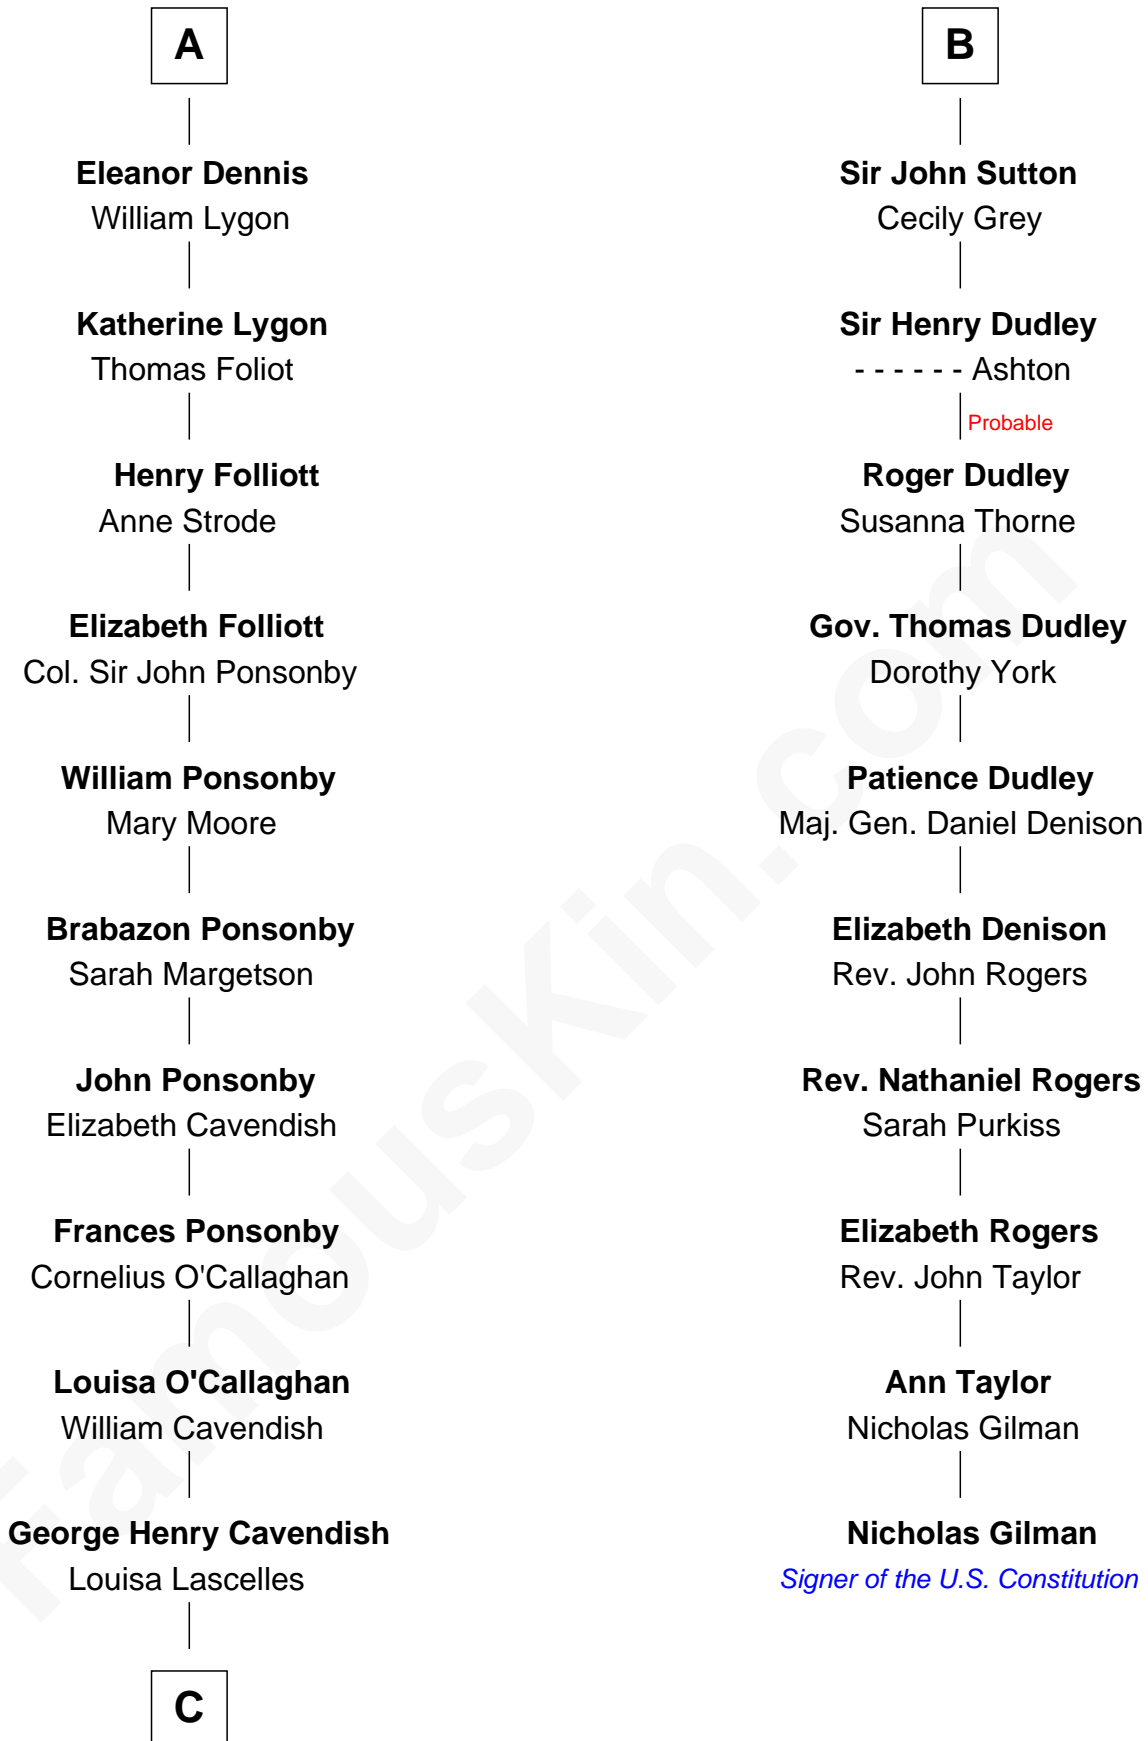 A
Eleanor Dennis
William Lygon
Katherine Lygon
Thomas Foliot
Henry Folliott
Anne Strode
Elizabeth Folliott
Col. Sir John Ponsonby
William Ponsonby
Mary Moore
Brabazon Ponsonby
Sarah Margetson
John Ponsonby
Elizabeth Cavendish
Frances Ponsonby
Cornelius O'Callaghan
Louisa O'Callaghan
William Cavendish
George Henry Cavendish
Louisa Lascelles
C
B
Sir John Sutton
Cecily Grey
Sir Henry Dudley
- - - - - - Ashton
Probable
Roger Dudley
Susanna Thorne
Gov. Thomas Dudley
Dorothy York
Patience Dudley
Maj. Gen. Daniel Denison
Elizabeth Denison
Rev. John Rogers
Rev. Nathaniel Rogers
Sarah Purkiss
Elizabeth Rogers
Rev. John Taylor
Ann Taylor
Nicholas Gilman
Nicholas Gilman
Signer of the U.S. Constitution
FamousKin.com